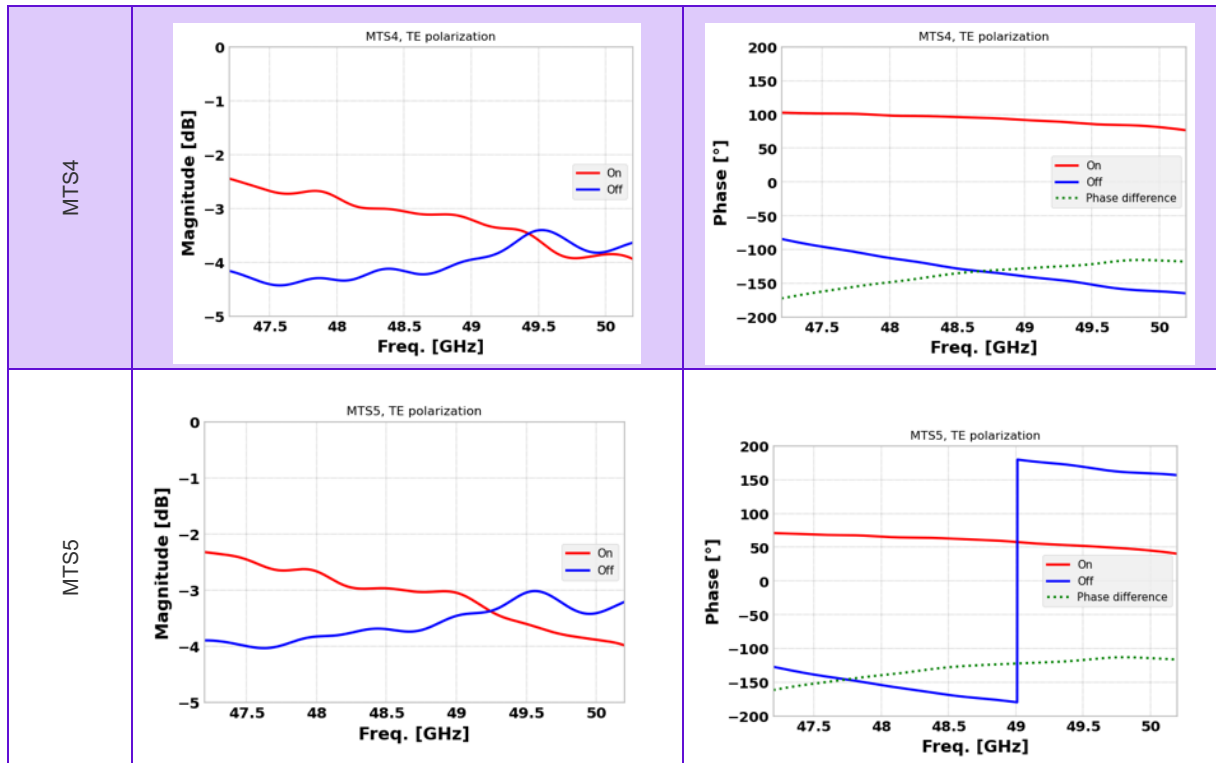 MTS4
MTS4, TE polarization
Magnitude [dB]
0
−1
−2
−3
−4
−5
On
Off
47.5 48 48.5 49 49.5 50
Freq. [GHz]
MTS4, TE polarization
Phase [°]
200
150
100
50
0
−50
−100
−150
−200
On
Off
Phase difference
47.5 48 48.5 49 49.5 50
Freq. [GHz]
MTS5
MTS5, TE polarization
Magnitude [dB]
0
−1
−2
−3
−4
−5
On
Off
47.5 48 48.5 49 49.5 50
Freq. [GHz]
MTS5, TE polarization
Phase [°]
200
150
100
50
0
−50
−100
−150
−200
On
Off
Phase difference
47.5 48 48.5 49 49.5 50
Freq. [GHz]